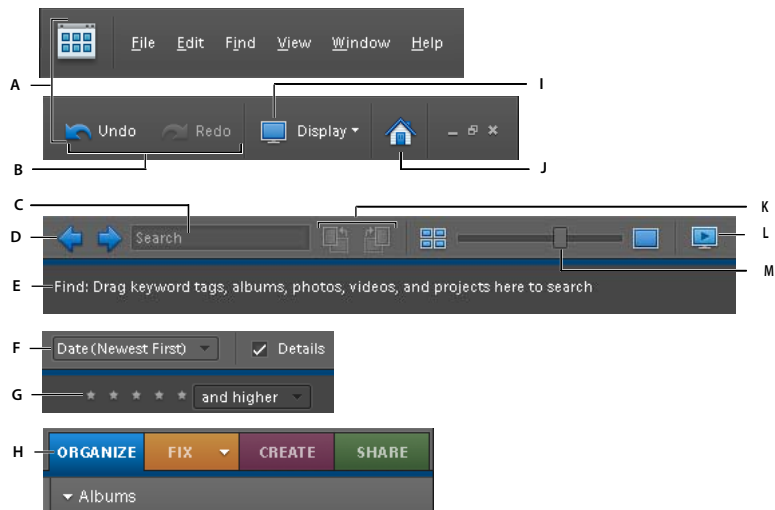 File Edit Find View Window Help
A
I
Undo Redo Display
B
J
C
K
D
Search
L
M
E
Find: Drag keyword tags, albums, photos, videos, and projects here to search
F
Date (Newest First) Details
G
and higher
H
ORGANIZE FIX CREATE SHARE
Albums